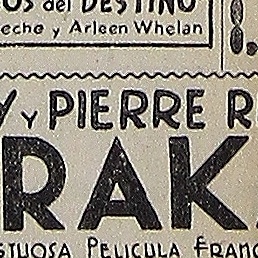 OS del DESTINO
eche y Arleen Whelan
Y y PIERRE R
RAK
STUOSA PELICULA FRANC